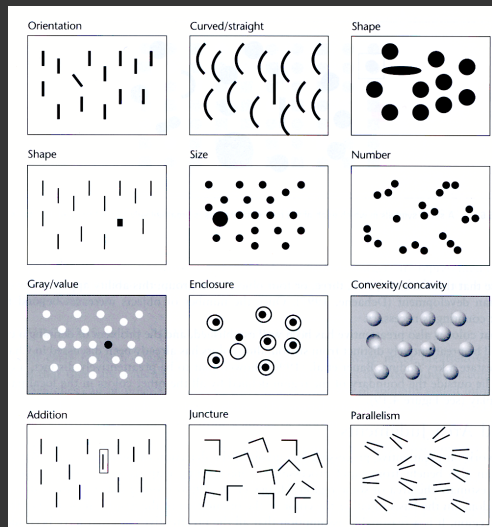 Orientation
Curved/straight
Shape
Shape
Size
Number
Gray/value
Enclosure
Convexity/concavity
Addition
Juncture
Parallelism